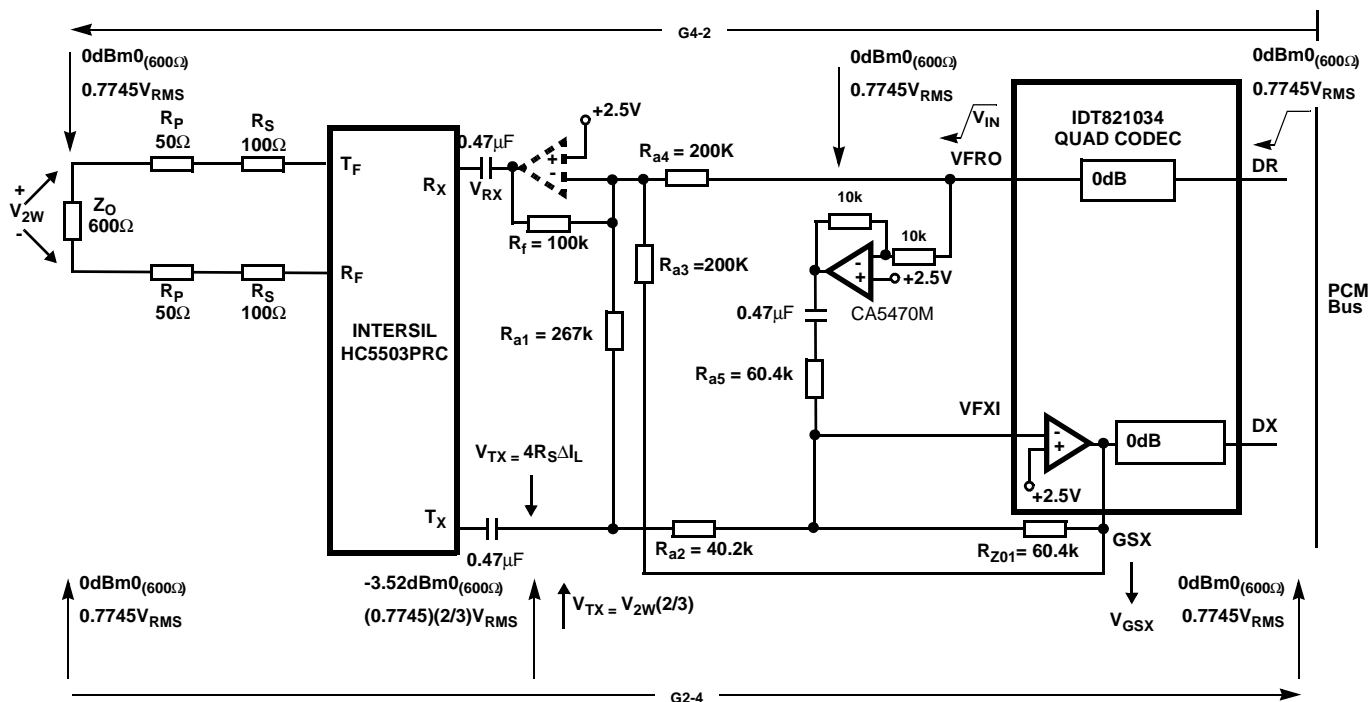 G4-2
0dBm0(600Ω)
0.7745VRMS
0dBm0(600Ω)
0.7745VRMS
0dBm0(600Ω)
0.7745VRMS
RP
50Ω
RS
100Ω
+
V2W
-
ZO
600Ω
RP
50Ω
RS
100Ω
TF
RX
RF
INTERSIL
HC5503PRC
TX
0.47µF
VRX
+2.5V
+
-
Rf = 100k
Ra4 = 200K
Ra3 =200K
Ra1 = 267k
VIN
VFRO
10k
10k
-
+
+2.5V
CA5470M
0.47µF
Ra5 = 60.4k
IDT821034
QUAD CODEC
0dB
DR
PCM
Bus
VFXI
-
+
+2.5V
0dB
DX
VTX = 4RSΔIL
0.47µF
Ra2 = 40.2k
RZ01= 60.4k
GSX
VGSX
0dBm0(600Ω)
0.7745VRMS
-3.52dBm0(600Ω)
(0.7745)(2/3)VRMS
VTX = V2W(2/3)
0dBm0(600Ω)
0.7745VRMS
G2-4